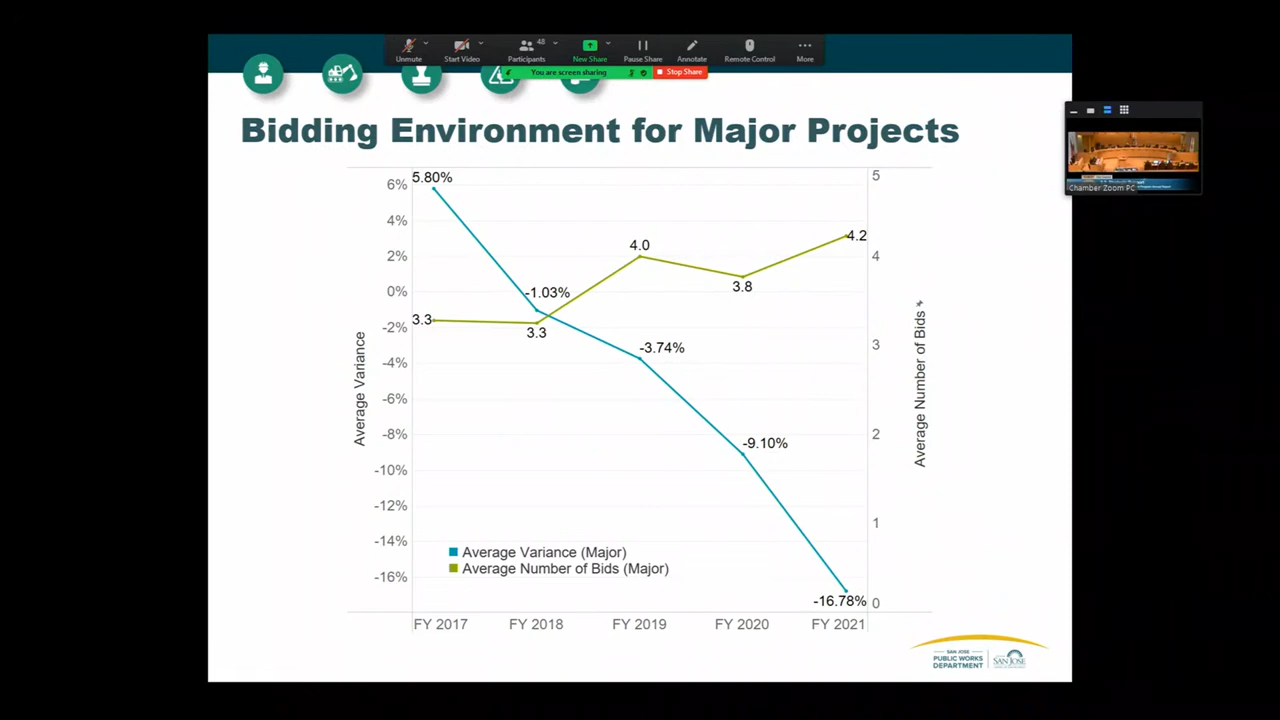 Unmute
Start Video
48
Participants
New Share
Pause Share
Annotate
Remote Control
More
You are screen sharing
Stop Share
Bidding Environment for Major Projects
Chamber Zoom PC
6%
4%
2%
0%
-2%
-4%
-6%
-8%
-10%
-12%
-14%
-16%
Average Variance
5.80%
-1.03%
-3.74%
-9.10%
-16.78%
3.3
3.3
4.0
3.8
4.2
5
4
3
2
1
0
Average Number of Bids
Average Variance (Major)
Average Number of Bids (Major)
FY 2017
FY 2018
FY 2019
FY 2020
FY 2021
SAN JOSE
PUBLIC WORKS
DEPARTMENT
SAN JOSE